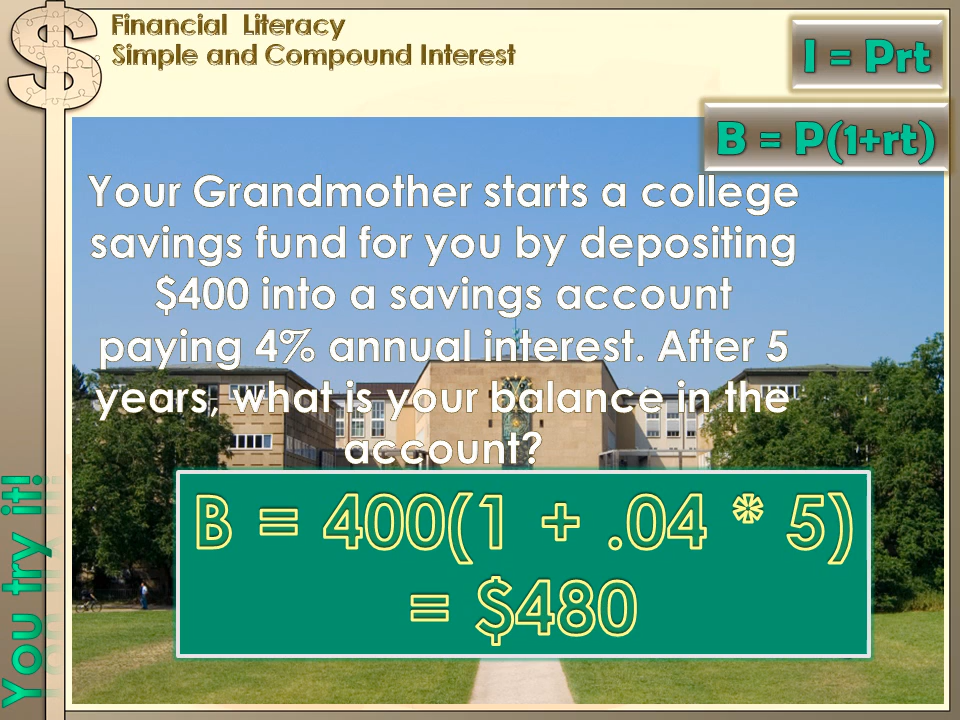 Financial Literacy
Simple and Compound Interest
I = Prt
B = P(1+rt)
Your Grandmother starts a college
savings fund for you by depositing
$400 into a savings account
paying 4% annual interest. After 5
years, what is your balance in the
account?
B = 400(1 + .04 * 5)
= $480
You try it!